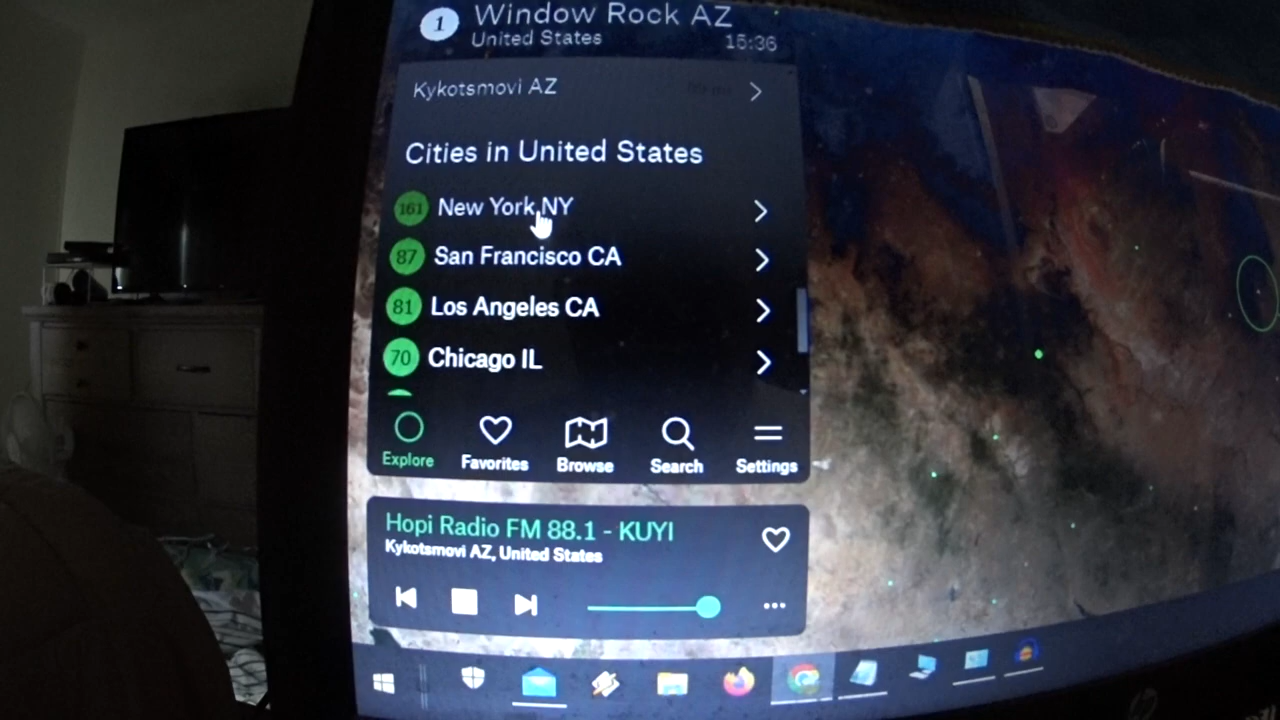 1 Window Rock AZ
United States 15:36
Kykotsmovi AZ
Cities in United States
161 New York NY
87 San Francisco CA
81 Los Angeles CA
70 Chicago IL
Explore Favorites Browse Search Settings
Hopi Radio FM 88.1 - KUYI
Kykotsmovi AZ, United States